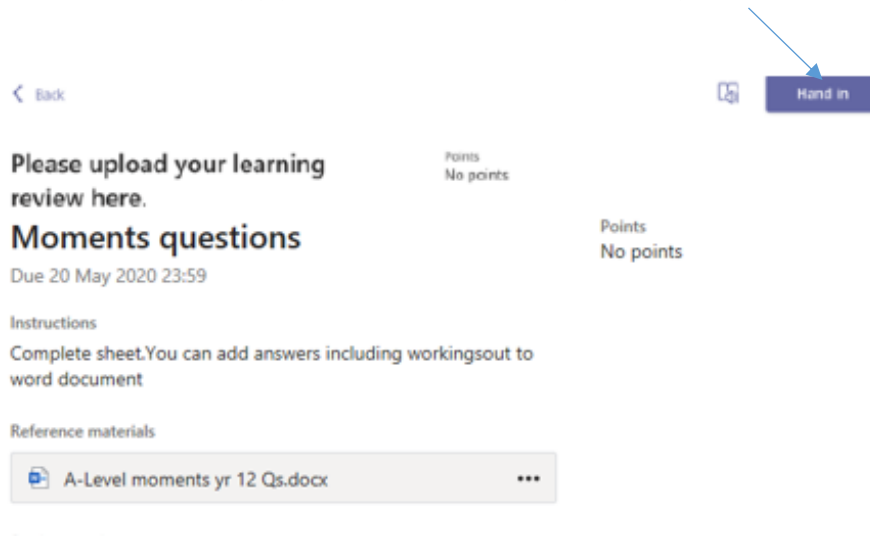 Back
Hand in
Please upload your learning
review here.
Points
No points
Moments questions
Due 20 May 2020 23:59
Points
No points
Instructions
Complete sheet.You can add answers including workingsout to
word document
Reference materials
A-Level moments yr 12 Qs.docx